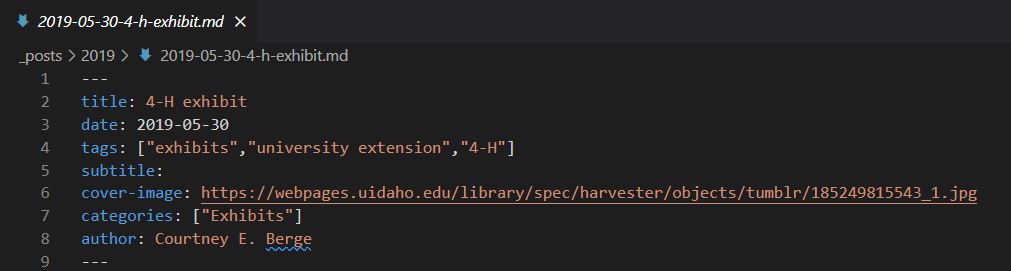 2019-05-30-4-h-exhibit.md ×
_posts > 2019 > 2019-05-30-4-h-exhibit.md
1 ---
2 title: 4-H exhibit
3 date: 2019-05-30
4 tags: ["exhibits","university extension","4-H"]
5 subtitle:
6 cover-image: https://webpages.uidaho.edu/library/spec/harvester/objects/tumblr/185249815543_1.jpg
7 categories: ["Exhibits"]
8 author: Courtney E. Berge
9 ---